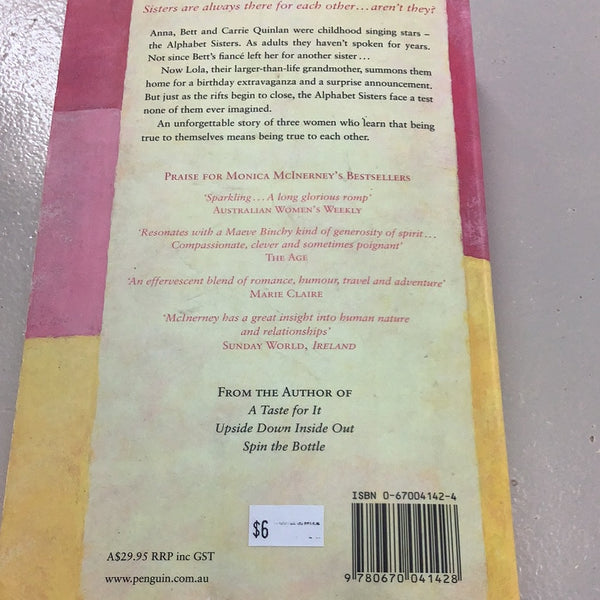 Sisters are always there for each other…aren't they?
Anna, Bett and Carrie Quinlan were childhood singing stars –
the Alphabet Sisters. As adults they haven't spoken for years.
Not since Bett's fiancé left her for another sister…
Now Lola, their larger-than-life grandmother, summons them
home for a birthday extravaganza and a surprise announcement.
But just as the rifts begin to close, the Alphabet Sisters face a test
none of them ever imagined.
An unforgettable story of three women who learn that being
true to themselves means being true to each other.
PRAISE FOR MONICA MCINERNEY'S BESTSELLERS
'Sparkling…A long glorious romp'
AUSTRALIAN WOMEN'S WEEKLY
'Resonates with a Maeve Binchy kind of generosity of spirit…
Compassionate, clever and sometimes poignant'
THE AGE
'An effervescent blend of romance, humour, travel and adventure'
MARIE CLAIRE
'McInerney has a great insight into human nature
and relationships'
SUNDAY WORLD, IRELAND
FROM THE AUTHOR OF
A Taste for It
Upside Down Inside Out
Spin the Bottle
ISBN 0-67004142-4
$6
A$29.95 RRP inc GST
www.penguin.com.au
9 780670 041428